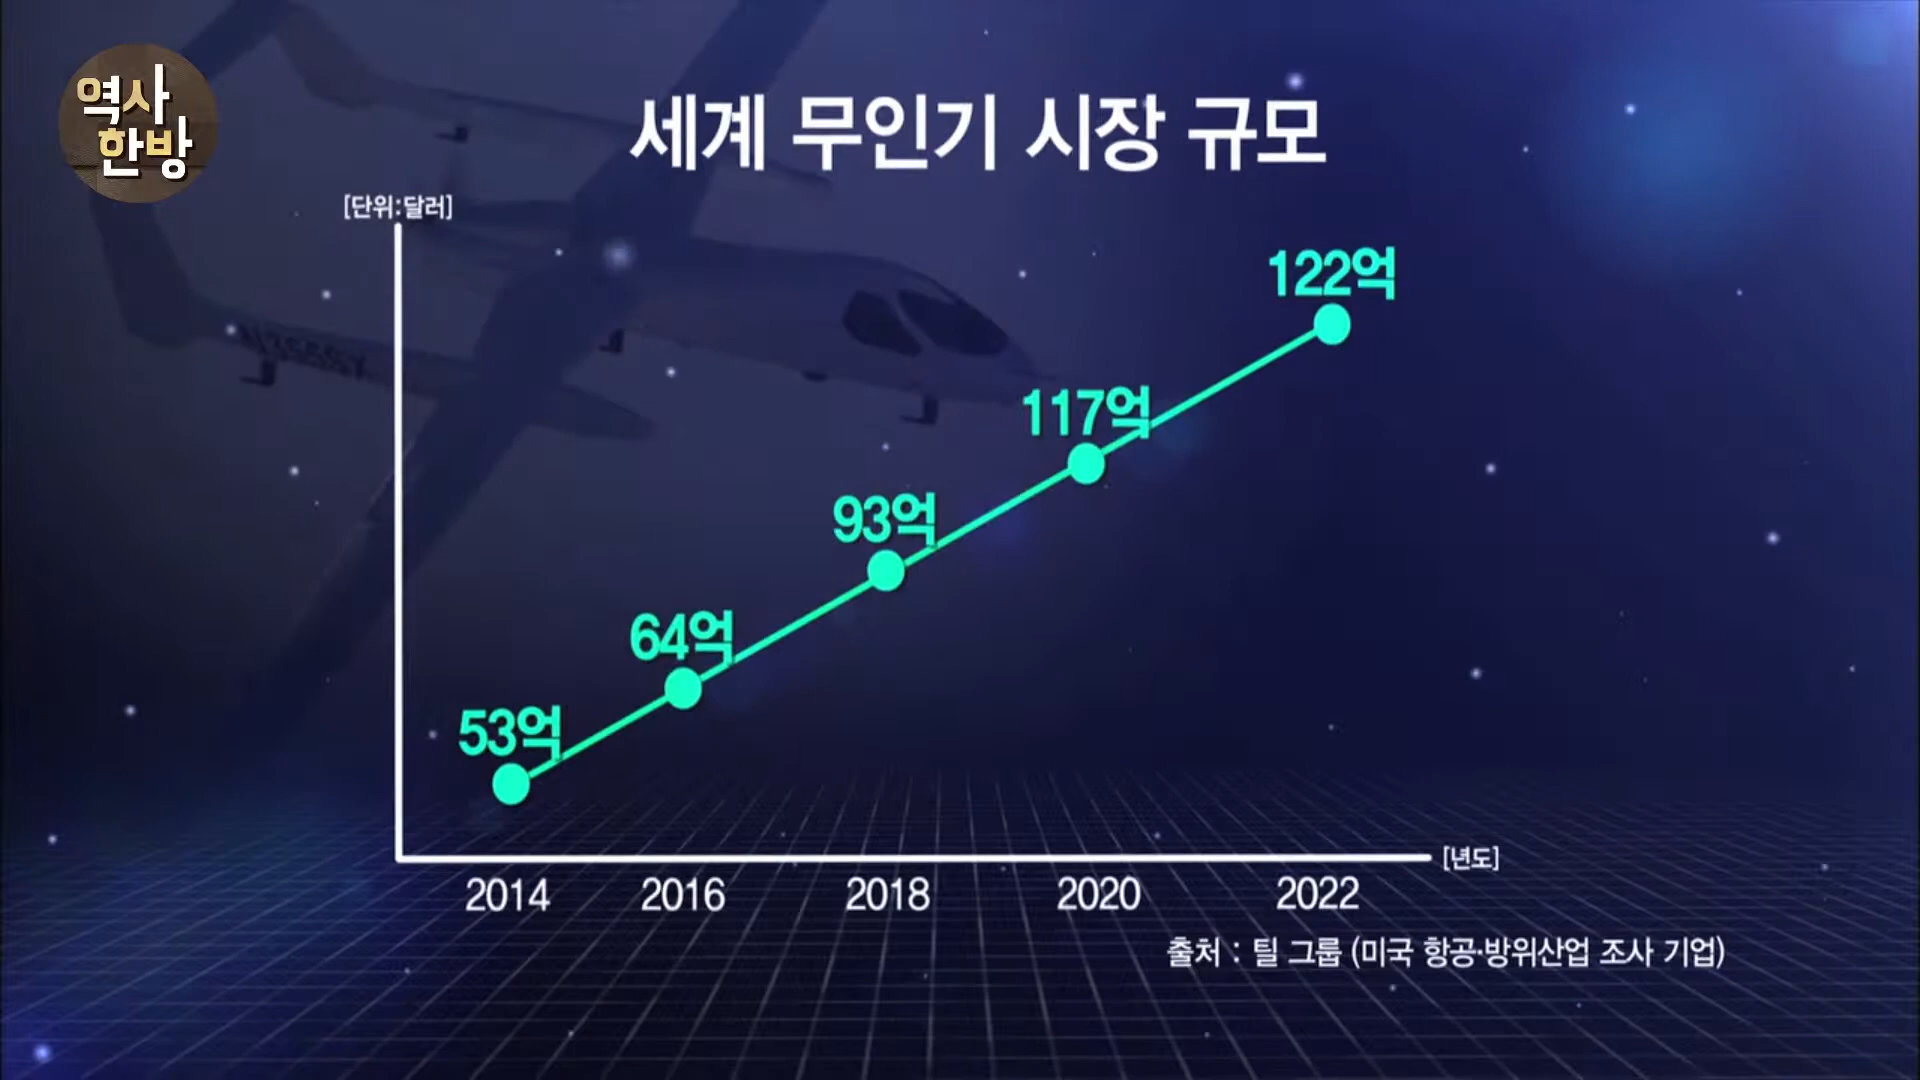 역사
한방
세계 무인기 시장 규모
[단위:달러]
122억
117억
93억
64억
53억
[년도]
2014 2016 2018 2020 2022
출처 : 틸 그룹 (미국 항공·방위산업 조사 기업)